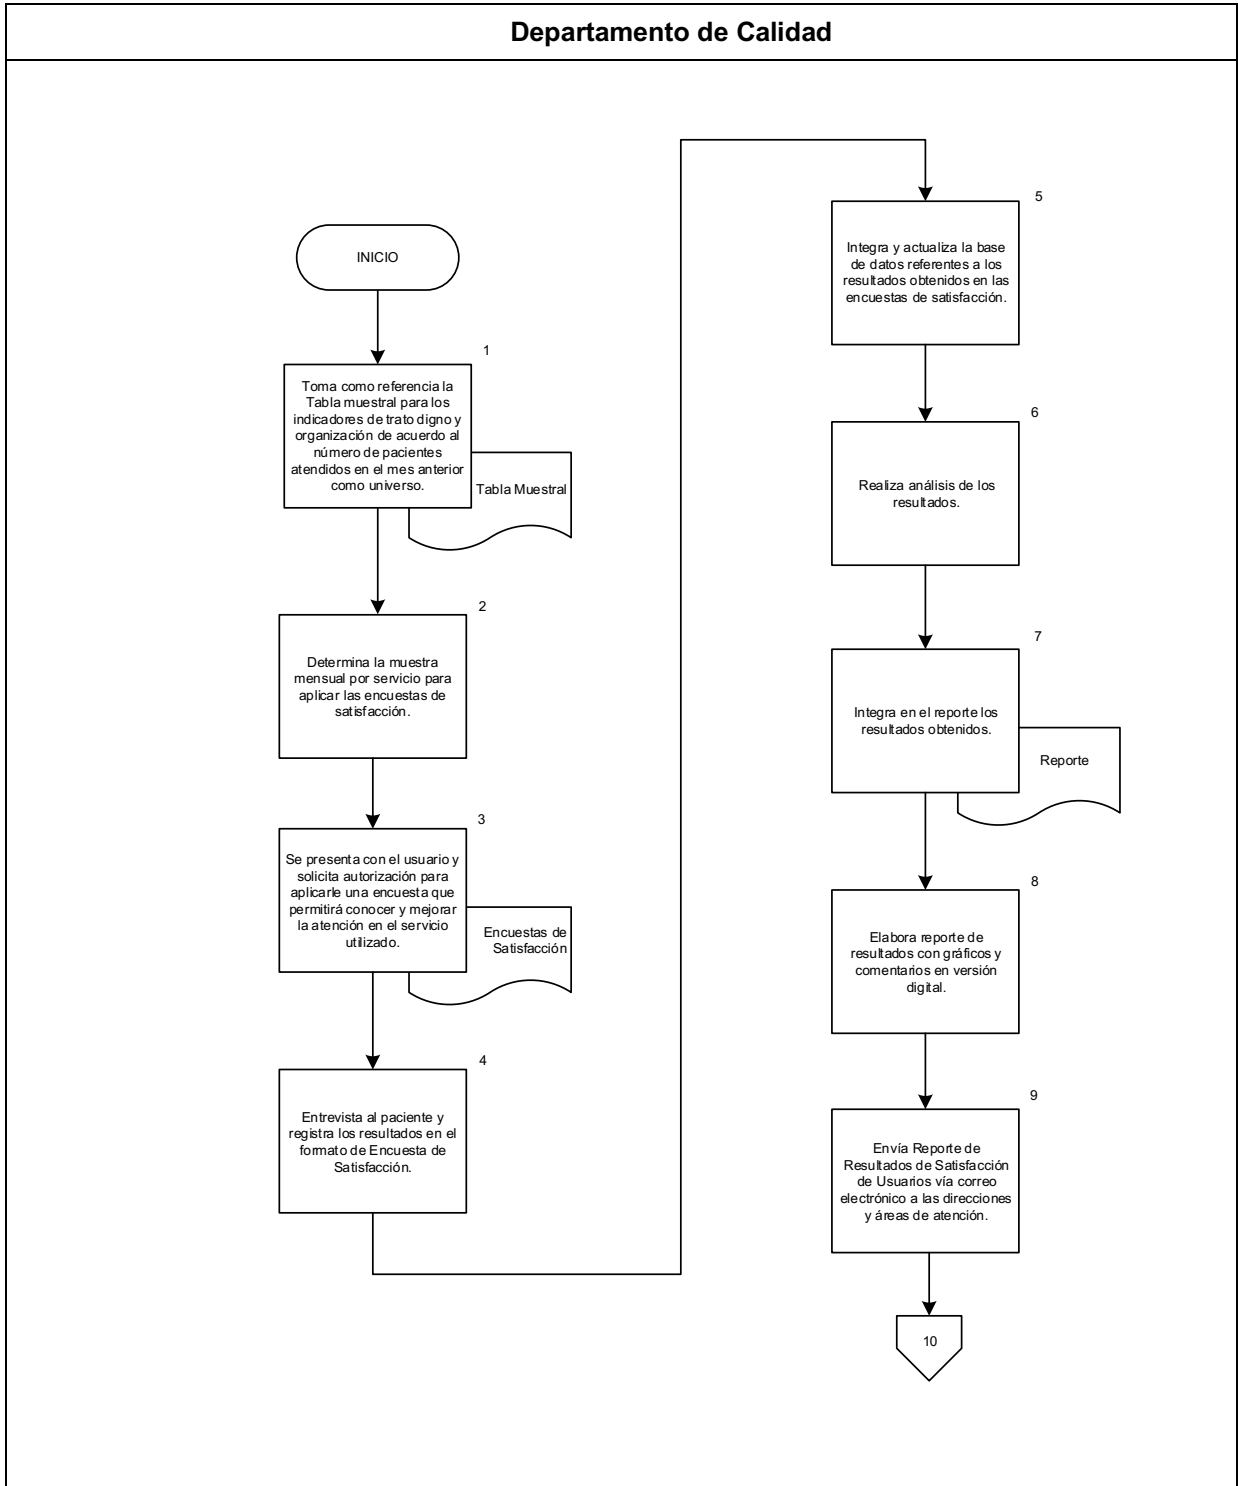 Departamento de Calidad
INICIO
1
Toma como referencia la
Tabla muestral para los
indicadores de trato digno y
organización de acuerdo al
número de pacientes
atendidos en el mes anterior
como universo.
Tabla Muestral
2
Determina la muestra
mensual por servicio para
aplicar las encuestas de
satisfacción.
3
Se presenta con el usuario y
solicita autorización para
aplicarle una encuesta que
permitirá conocer y mejorar
la atención en el servicio
utilizado.
Encuestas de
Satisfacción
4
Entrevista al paciente y
registra los resultados en el
formato de Encuesta de
Satisfacción.
5
Integra y actualiza la base
de datos referentes a los
resultados obtenidos en las
encuestas de satisfacción.
6
Realiza análisis de los
resultados.
7
Integra en el reporte los
resultados obtenidos.
Reporte
8
Elabora reporte de
resultados con gráficos y
comentarios en versión
digital.
9
Envía Reporte de
Resultados de Satisfacción
de Usuarios vía correo
electrónico a las direcciones
y áreas de atención.
10